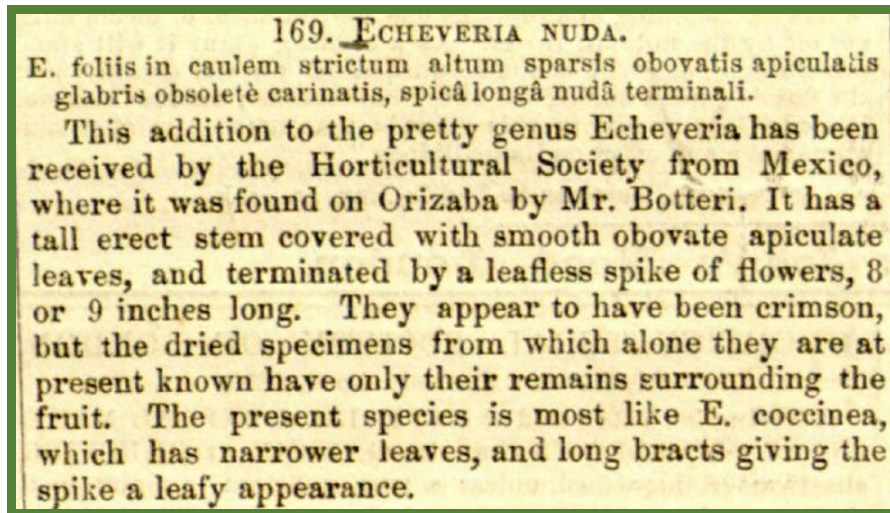 169. ECHEVERIA NUDA.
E. foliis in caulem strictum altum sparsis obovatis apiculatis
glabris obsoletè carinatis, spicâ longâ nudâ terminali.
This addition to the pretty genus Echeveria has been
received by the Horticultural Society from Mexico,
where it was found on Orizaba by Mr. Botteri. It has a
tall erect stem covered with smooth obovate apiculate
leaves, and terminated by a leafless spike of flowers, 8
or 9 inches long. They appear to have been crimson,
but the dried specimens from which alone they are at
present known have only their remains surrounding the
fruit. The present species is most like E. coccinea,
which has narrower leaves, and long bracts giving the
spike a leafy appearance.